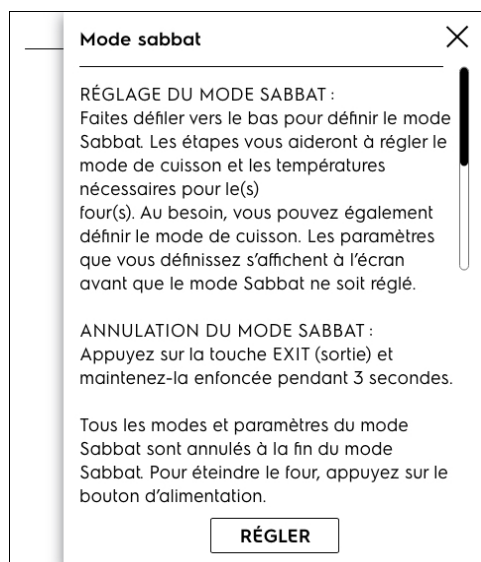 Mode sabbat
RÉGLAGE DU MODE SABBAT :
Faites défiler vers le bas pour définir le mode
Sabbat. Les étapes vous aideront à régler le
mode de cuisson et les températures
nécessaires pour le(s)
four(s). Au besoin, vous pouvez également
définir le mode de cuisson. Les paramètres
que vous définissez s’affichent à l’écran
avant que le mode Sabbat ne soit réglé.
ANNULATION DU MODE SABBAT :
Appuyez sur la touche EXIT (sortie) et
maintenez-la enfoncée pendant 3 secondes.
Tous les modes et paramètres du mode
Sabbat sont annulés à la fin du mode
Sabbat. Pour éteindre le four, appuyez sur le
bouton d’alimentation.
RÉGLER